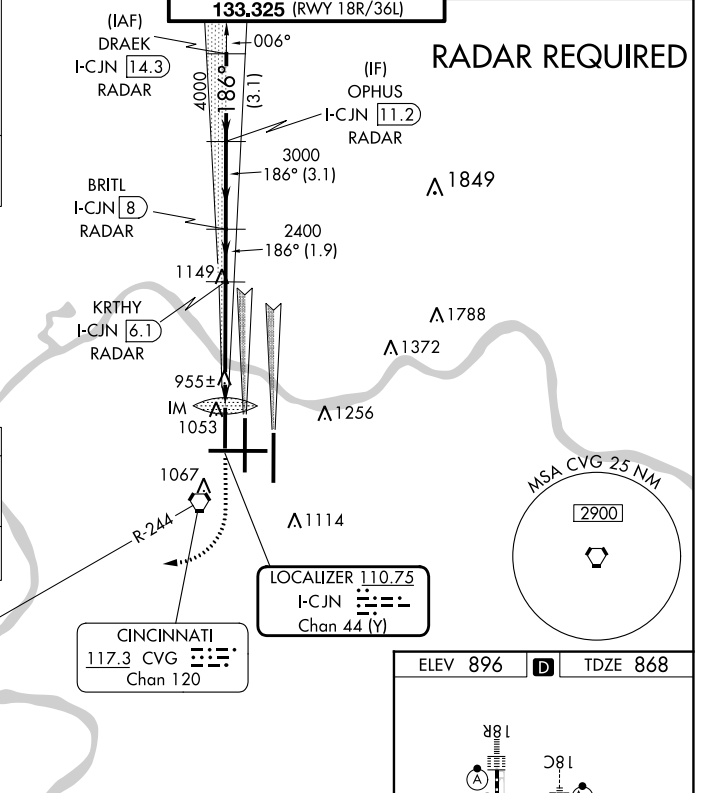 133.325 (RWY 18R/36L)
RADAR REQUIRED
(IAF)
DRAEK
I-CJN 14.3
RADAR
006°
4000
186°
(3.1)
(IF)
OPHUS
I-CJN 11.2
RADAR
3000
186° (3.1)
1849
BRITL
I-CJN 8
RADAR
2400
186° (1.9)
1149
KRTHY
I-CJN 6.1
RADAR
1788
1372
955±
IM
1053
1256
1067
R-244
1114
MSA CVG 25 NM
2900
LOCALIZER 110.75
I-CJN
Chan 44 (Y)
CINCINNATI
117.3 CVG
Chan 120
ELEV 896 D TDZE 868
18R
18C
A